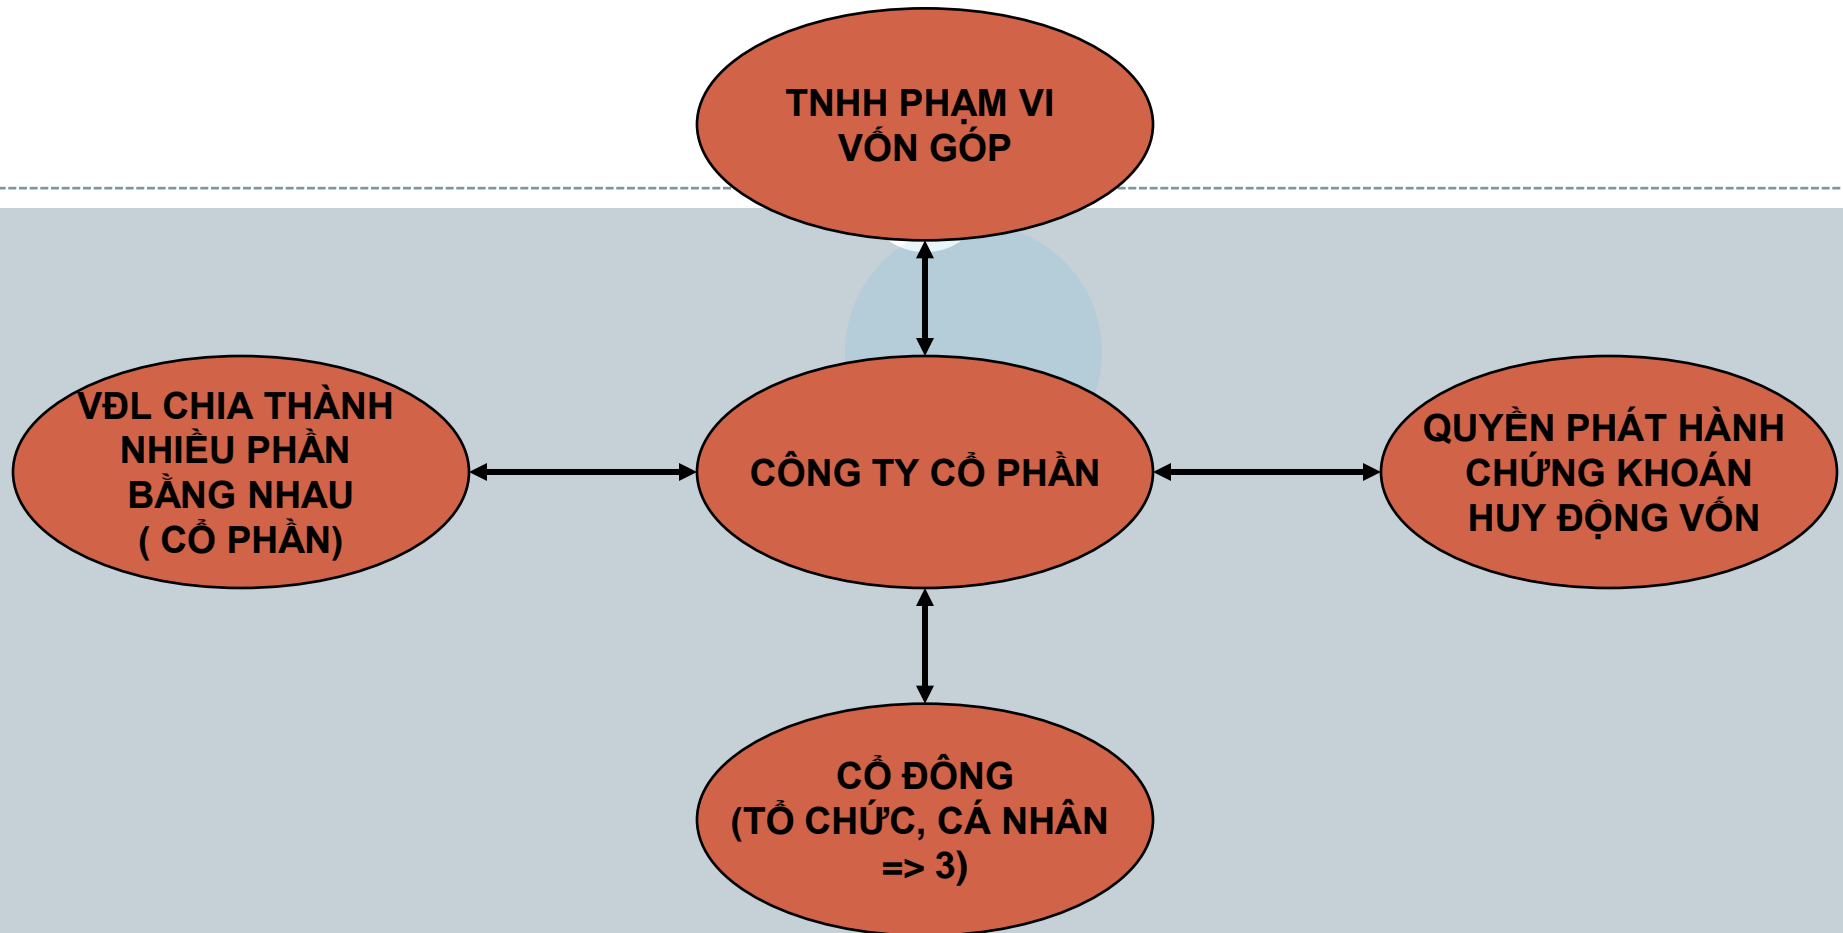 TNHH PHẠM VI
VỐN GÓP
VĐL CHIA THÀNH
NHIỀU PHẦN
BẰNG NHAU
( CỔ PHẦN)
CÔNG TY CỔ PHẦN
QUYỀN PHÁT HÀNH
CHỨNG KHOÁN
HUY ĐỘNG VỐN
CỔ ĐÔNG
(TỔ CHỨC, CÁ NHÂN
=> 3)